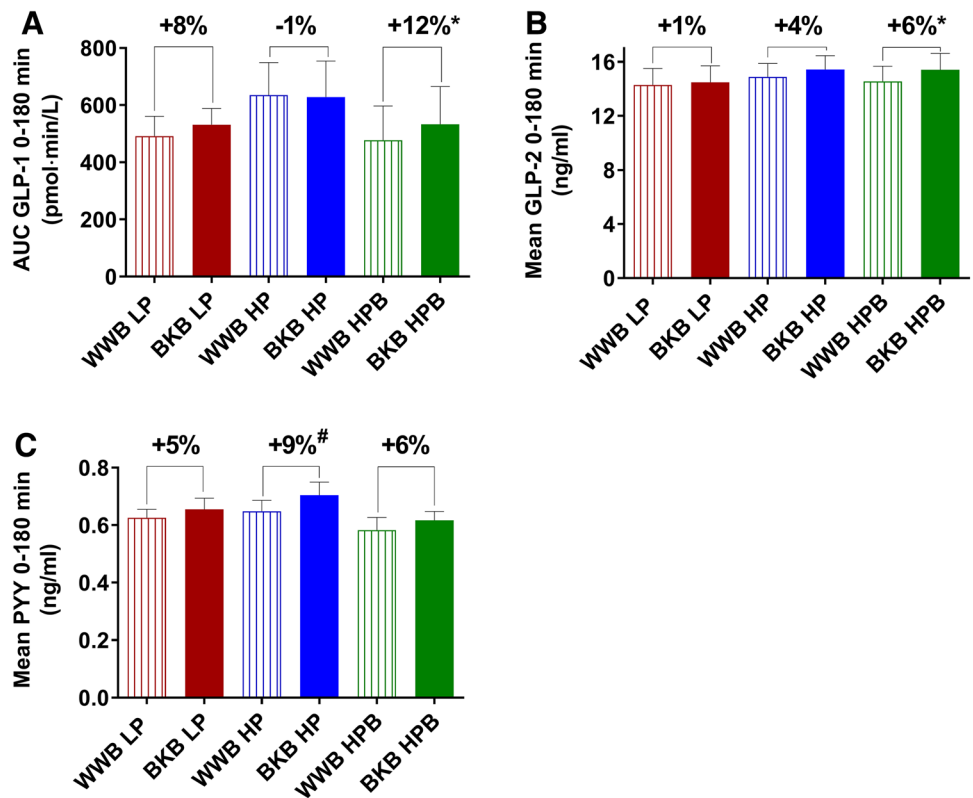 A
+8%
-1%
+12%*
AUC GLP-1 0-180 min
(pmol·min/L)
800
600
400
200
0
WWB LP
BKB LP
WWB HP
BKB HP
WWB HPB
BKB HPB
B
+1%
+4%
+6%*
Mean GLP-2 0-180 min
(ng/ml)
16
12
8
4
0
WWB LP
BKB LP
WWB HP
BKB HP
WWB HPB
BKB HPB
C
+5%
+9%#
+6%
Mean PYY 0-180 min
(ng/ml)
0.8
0.6
0.4
0.2
0.0
WWB LP
BKB LP
WWB HP
BKB HP
WWB HPB
BKB HPB